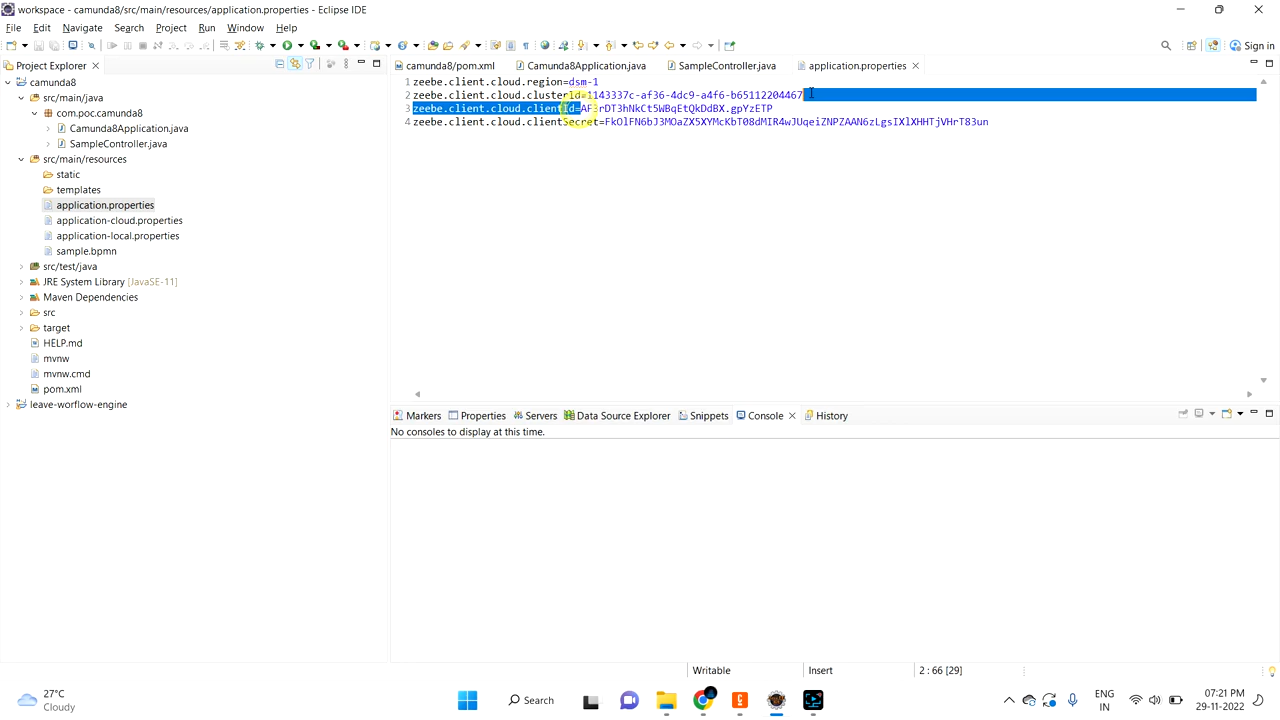 workspace - camunda8/src/main/resources/application.properties - Eclipse IDE
File Edit Navigate Search Project Run Window Help
Sign in
Project Explorer
camunda8/pom.xml
Camunda8Application.java
SampleController.java
application.properties
camunda8
src/main/java
com.poc.camunda8
Camunda8Application.java
SampleController.java
src/main/resources
static
templates
application.properties
application-cloud.properties
application-local.properties
sample.bpmn
src/test/java
JRE System Library [JavaSE-11]
Maven Dependencies
src
target
HELP.md
mvnw
mvnw.cmd
pom.xml
leave-worflow-engine
1 zeebe.client.cloud.region=dsm-1
2 zeebe.client.cloud.clusterId=1143337c-af36-4dc9-a4f6-b65112204467
3 zeebe.client.cloud.clientId=AF3rDT3hNkCt5WBqEtQkDdBX.gpYzETP
4 zeebe.client.cloud.clientSecret=FkOlFN6bJ3MOaZX5XYMcKbT08dMIR4wJUqeiZNPZAAN6zLgsIXlXHHTjVHrT83un
Markers Properties Servers Data Source Explorer Snippets Console History
No consoles to display at this time.
Writable Insert 2 : 66 [29]
27°C
Cloudy
Search
ENG
IN
07:21 PM
29-11-2022